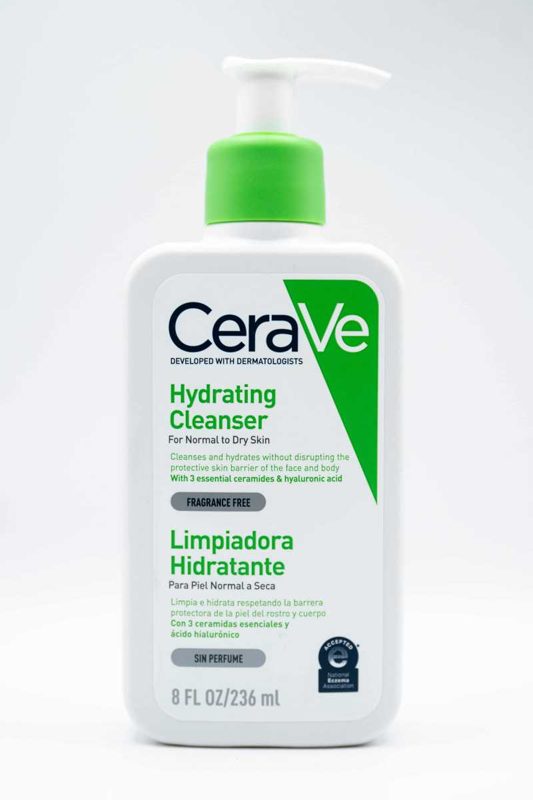 CeraVe
DEVELOPED WITH DERMATOLOGISTS
Hydrating
Cleanser
For Normal to Dry Skin
Cleanses and hydrates without disrupting the
protective skin barrier of the face and body
With 3 essential ceramides & hyaluronic acid
FRAGRANCE FREE
Limpiadora
Hidratante
Para Piel Normal a Seca
Limpia e hidrata respetando la barrera
protectora de la piel del rostro y cuerpo
Con 3 ceramidas esenciales y
ácido hialurónico
SIN PERFUME
8 FL OZ/236 ml
ACCEPTED
National
Eczema
Association